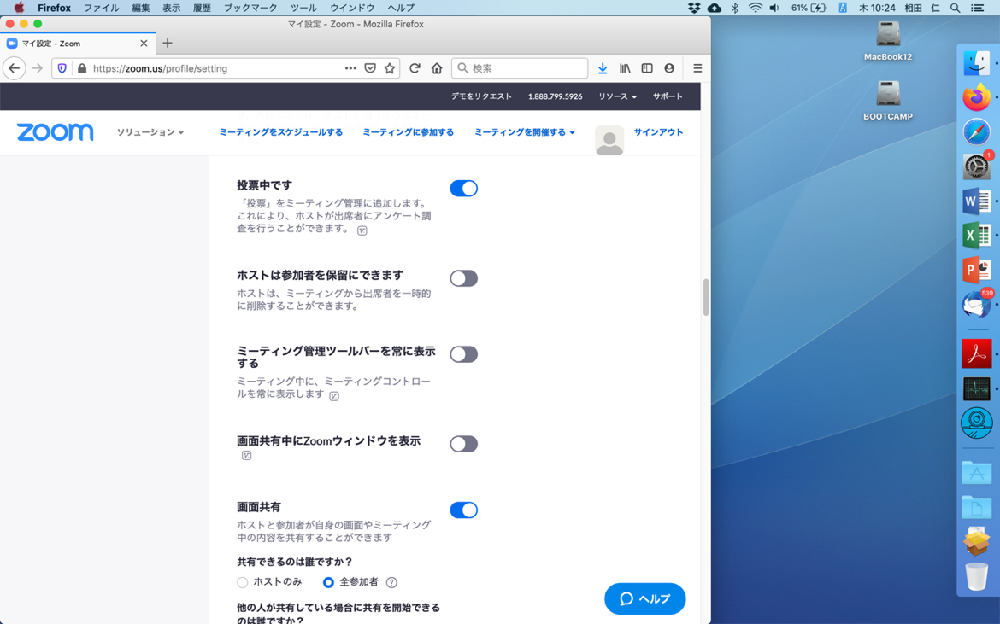 Firefox ファイル 編集 表示 履歴 ブックマーク ツール ウインドウ ヘルプ 61% A 木 10:24 相田 仁
マイ設定 - Zoom - Mozilla Firefox
マイ設定 - Zoom
https://zoom.us/profile/setting 検索
デモをリクエスト 1.888.799.5926 リソース サポート
zoom ソリューション ミーティングをスケジュールする ミーティングに参加する ミーティングを開催する サインアウト
投票中です
「投票」をミーティング管理に追加します。
これにより、ホストが出席者にアンケート調
査を行うことができます。
ホストは参加者を保留にできます
ホストは、ミーティングから出席者を一時的
に削除することができます。
ミーティング管理ツールバーを常に表示
する
ミーティング中に、ミーティングコントロー
ルを常に表示します
画面共有中にZoomウィンドウを表示
画面共有
ホストと参加者が自身の画面やミーティング
中の内容を共有することができます
共有できるのは誰ですか？
ホストのみ 全参加者
他の人が共有している場合に共有を開始できる
のは誰ですか？
ヘルプ
MacBook12
BOOTCAMP
1
W
X
P
539